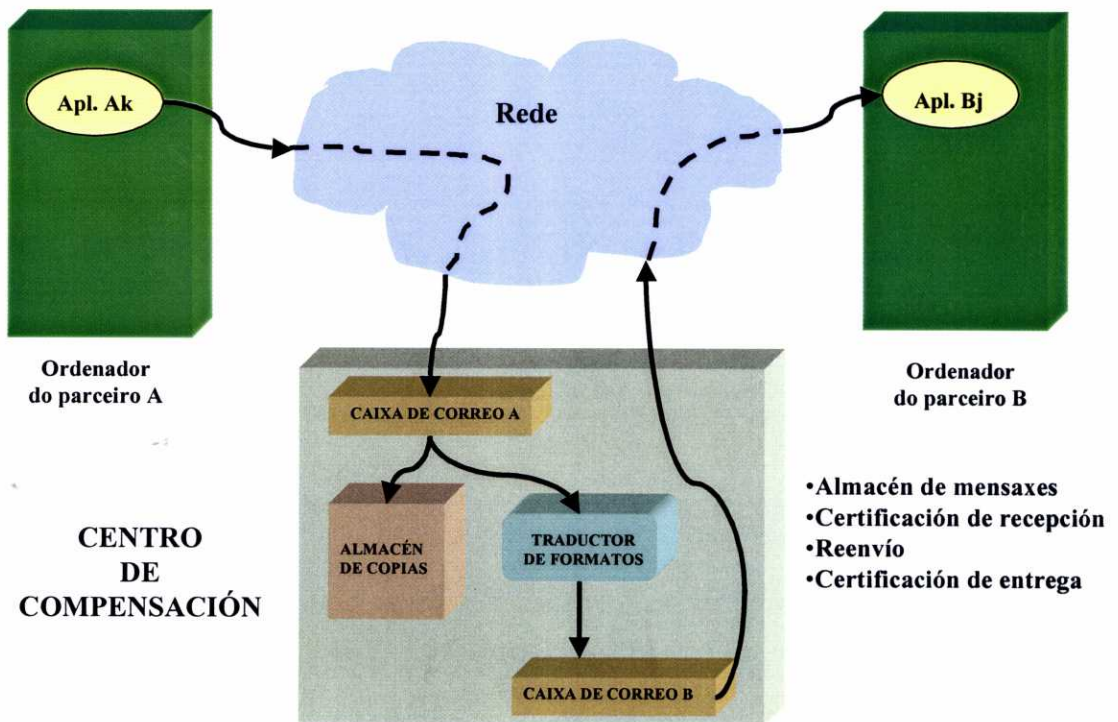 Apl. Ak
Rede
Apl. Bj
Ordenador
do parceiro A
Ordenador
do parceiro B
CAIXA DE CORREO A
ALMACÉN
DE COPIAS
TRADUCTOR
DE FORMATOS
CAIXA DE CORREO B
CENTRO
DE
COMPENSACIÓN
•Almacén de mensaxes
•Certificación de recepción
•Reenvío
•Certificación de entrega